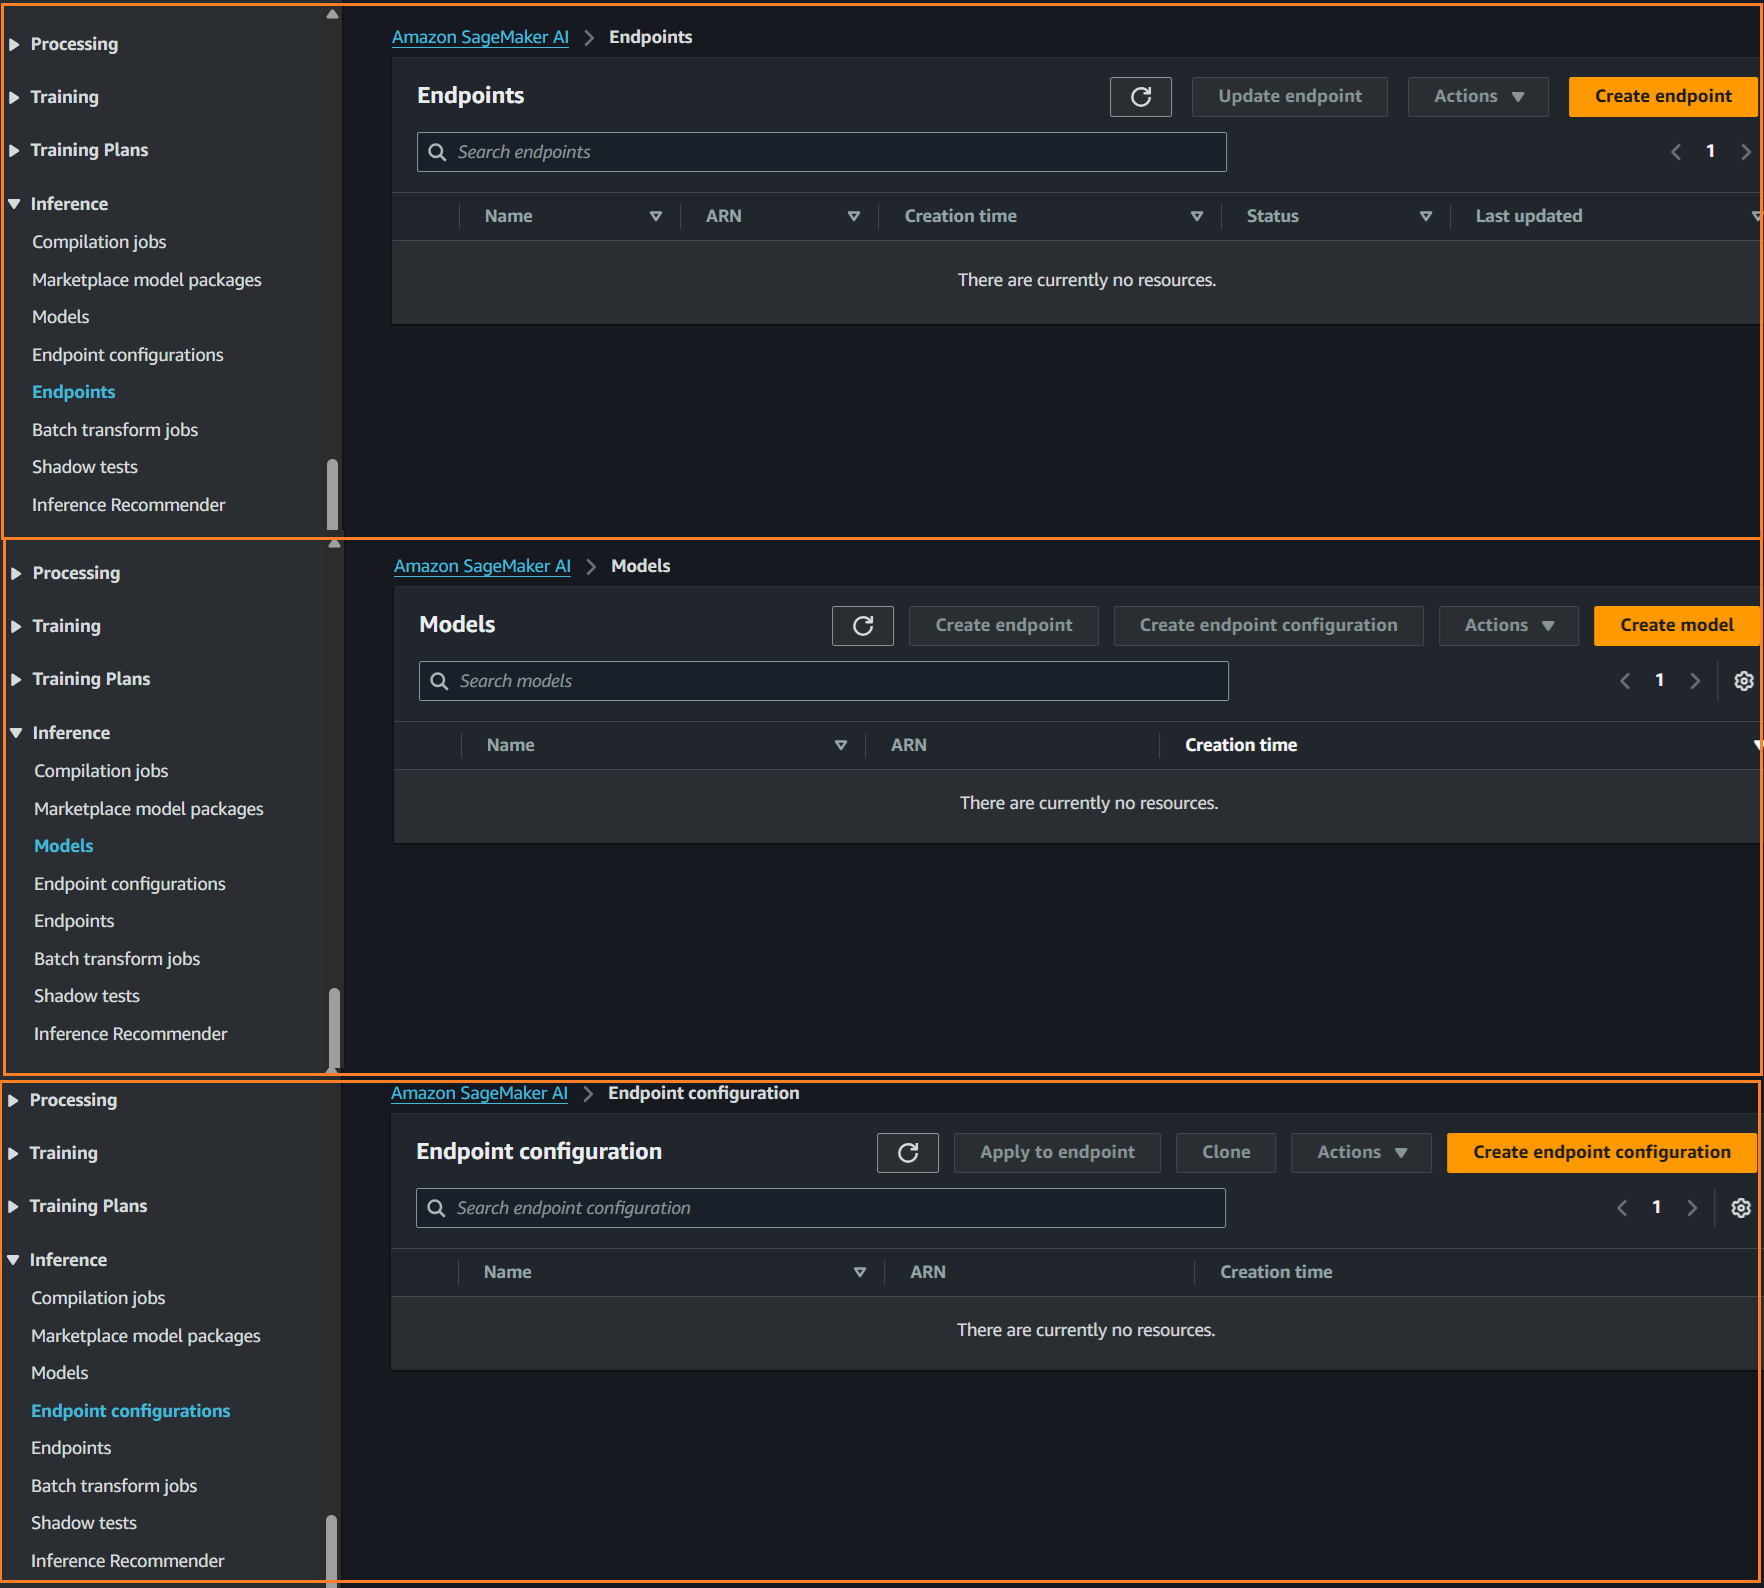 Processing
Training
Training Plans
Inference
Compilation jobs
Marketplace model packages
Models
Endpoint configurations
Endpoints
Batch transform jobs
Shadow tests
Inference Recommender
Amazon SageMaker AI > Endpoints
Endpoints Update endpoint Actions Create endpoint
Search endpoints 1
Name ARN Creation time Status Last updated
There are currently no resources.
Processing
Training
Training Plans
Inference
Compilation jobs
Marketplace model packages
Models
Endpoint configurations
Endpoints
Batch transform jobs
Shadow tests
Inference Recommender
Amazon SageMaker AI > Models
Models Create endpoint Create endpoint configuration Actions Create model
Search models 1
Name ARN Creation time
There are currently no resources.
Processing
Training
Training Plans
Inference
Compilation jobs
Marketplace model packages
Models
Endpoint configurations
Endpoints
Batch transform jobs
Shadow tests
Inference Recommender
Amazon SageMaker AI > Endpoint configuration
Endpoint configuration Apply to endpoint Clone Actions Create endpoint configuration
Search endpoint configuration 1
Name ARN Creation time
There are currently no resources.